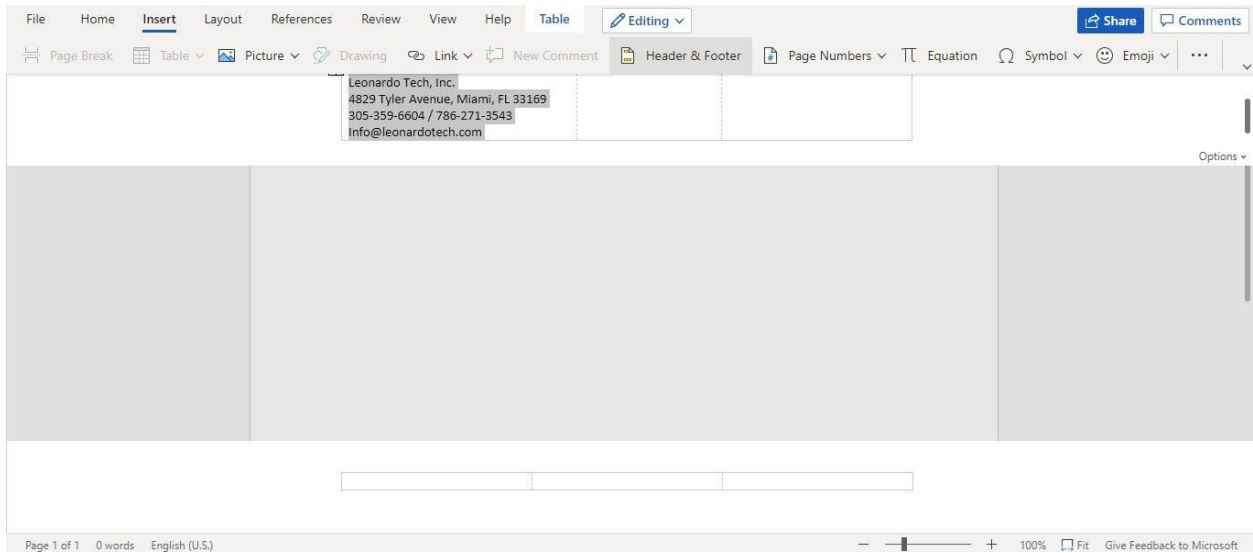 File Home Insert Layout References Review View Help Table Editing Share Comments
Page Break Table Picture Drawing Link New Comment Header & Footer Page Numbers Equation Symbol Emoji ...
Leonardo Tech, Inc.
4829 Tyler Avenue, Miami, FL 33169
305-359-6604 / 786-271-3543
Info@leonardotech.com
Options
Page 1 of 1 0 words English (U.S.) 100% Fit Give Feedback to Microsoft